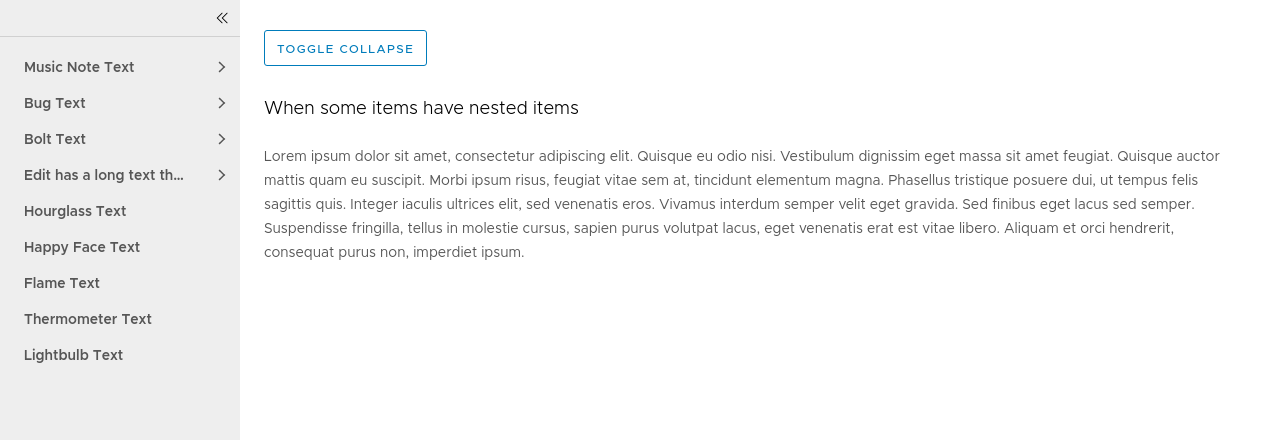 Music Note Text
Bug Text
Bolt Text
Edit has a long text th...
Hourglass Text
Happy Face Text
Flame Text
Thermometer Text
Lightbulb Text
TOGGLE COLLAPSE
When some items have nested items
Lorem ipsum dolor sit amet, consectetur adipiscing elit. Quisque eu odio nisi. Vestibulum dignissim eget massa sit amet feugiat. Quisque auctor
mattis quam eu suscipit. Morbi ipsum risus, feugiat vitae sem at, tincidunt elementum magna. Phasellus tristique posuere dui, ut tempus felis
sagittis quis. Integer iaculis ultrices elit, sed venenatis eros. Vivamus interdum semper velit eget gravida. Sed finibus eget lacus sed semper.
Suspendisse fringilla, tellus in molestie cursus, sapien purus volutpat lacus, eget venenatis erat est vitae libero. Aliquam et orci hendrerit,
consequat purus non, imperdiet ipsum.